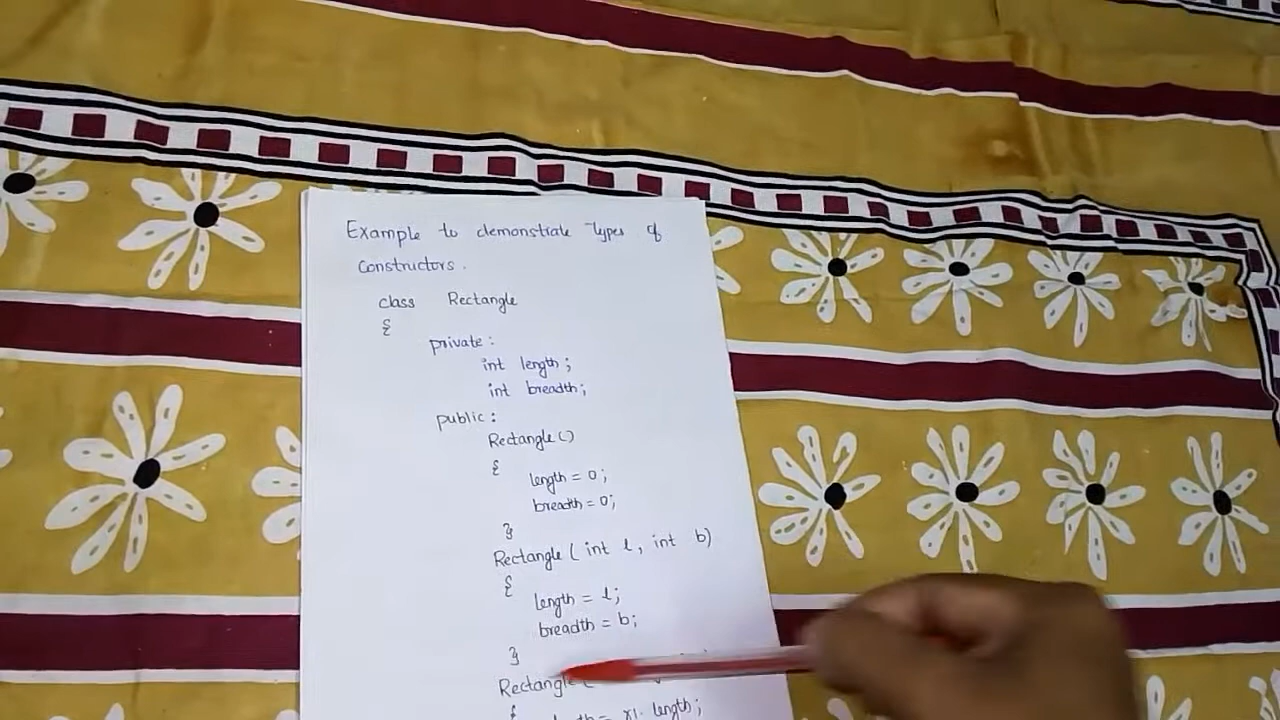 Example to demonstrate Types of
constructors.
class Rectangle
{
private:
int length;
int breadth;
public:
Rectangle()
{
length = 0;
breadth = 0;
}
Rectangle ( int l, int b)
{
length = l;
breadth = b;
}
Rectangle (
{
length;